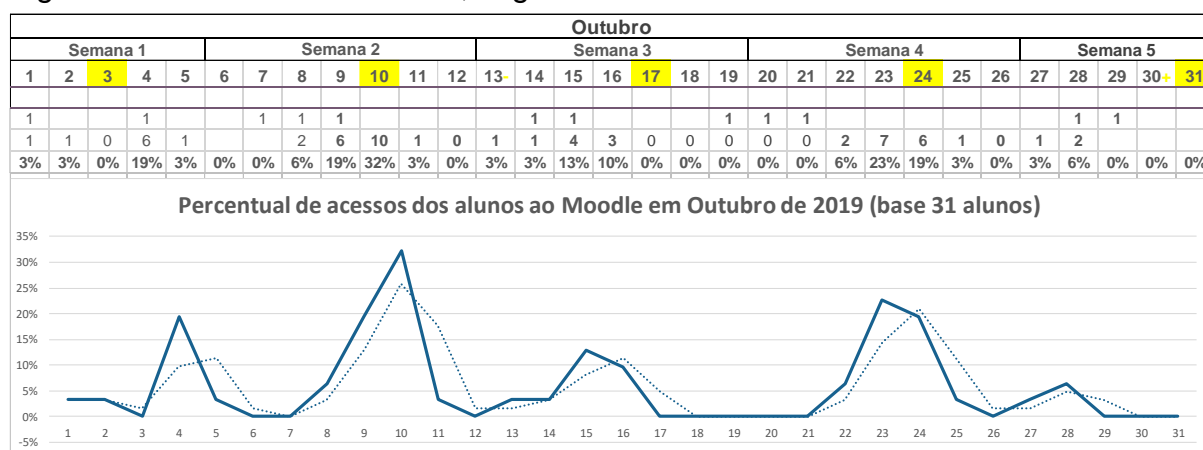 Outubro
Semana 1 Semana 2 Semana 3 Semana 4 Semana 5
1 2 3 4 5 6 7 8 9 10 11 12 13- 14 15 16 17 18 19 20 21 22 23 24 25 26 27 28 29 30+ 31
1 1 1 1 1 1 1 1 1 1 1 1
1 1 0 6 1 2 6 10 1 0 1 1 4 3 0 0 0 0 0 2 7 6 1 0 1 2
3% 3% 0% 19% 3% 0% 0% 6% 19% 32% 3% 0% 3% 3% 13% 10% 0% 0% 0% 0% 0% 6% 23% 19% 3% 0% 3% 6% 0% 0% 0%
Percentual de acessos dos alunos ao Moodle em Outubro de 2019 (base 31 alunos)
35%
30%
25%
20%
15%
10%
5%
0%
-5%
1 2 3 4 5 6 7 8 9 10 11 12 13 14 15 16 17 18 19 20 21 22 23 24 25 26 27 28 29 30 31